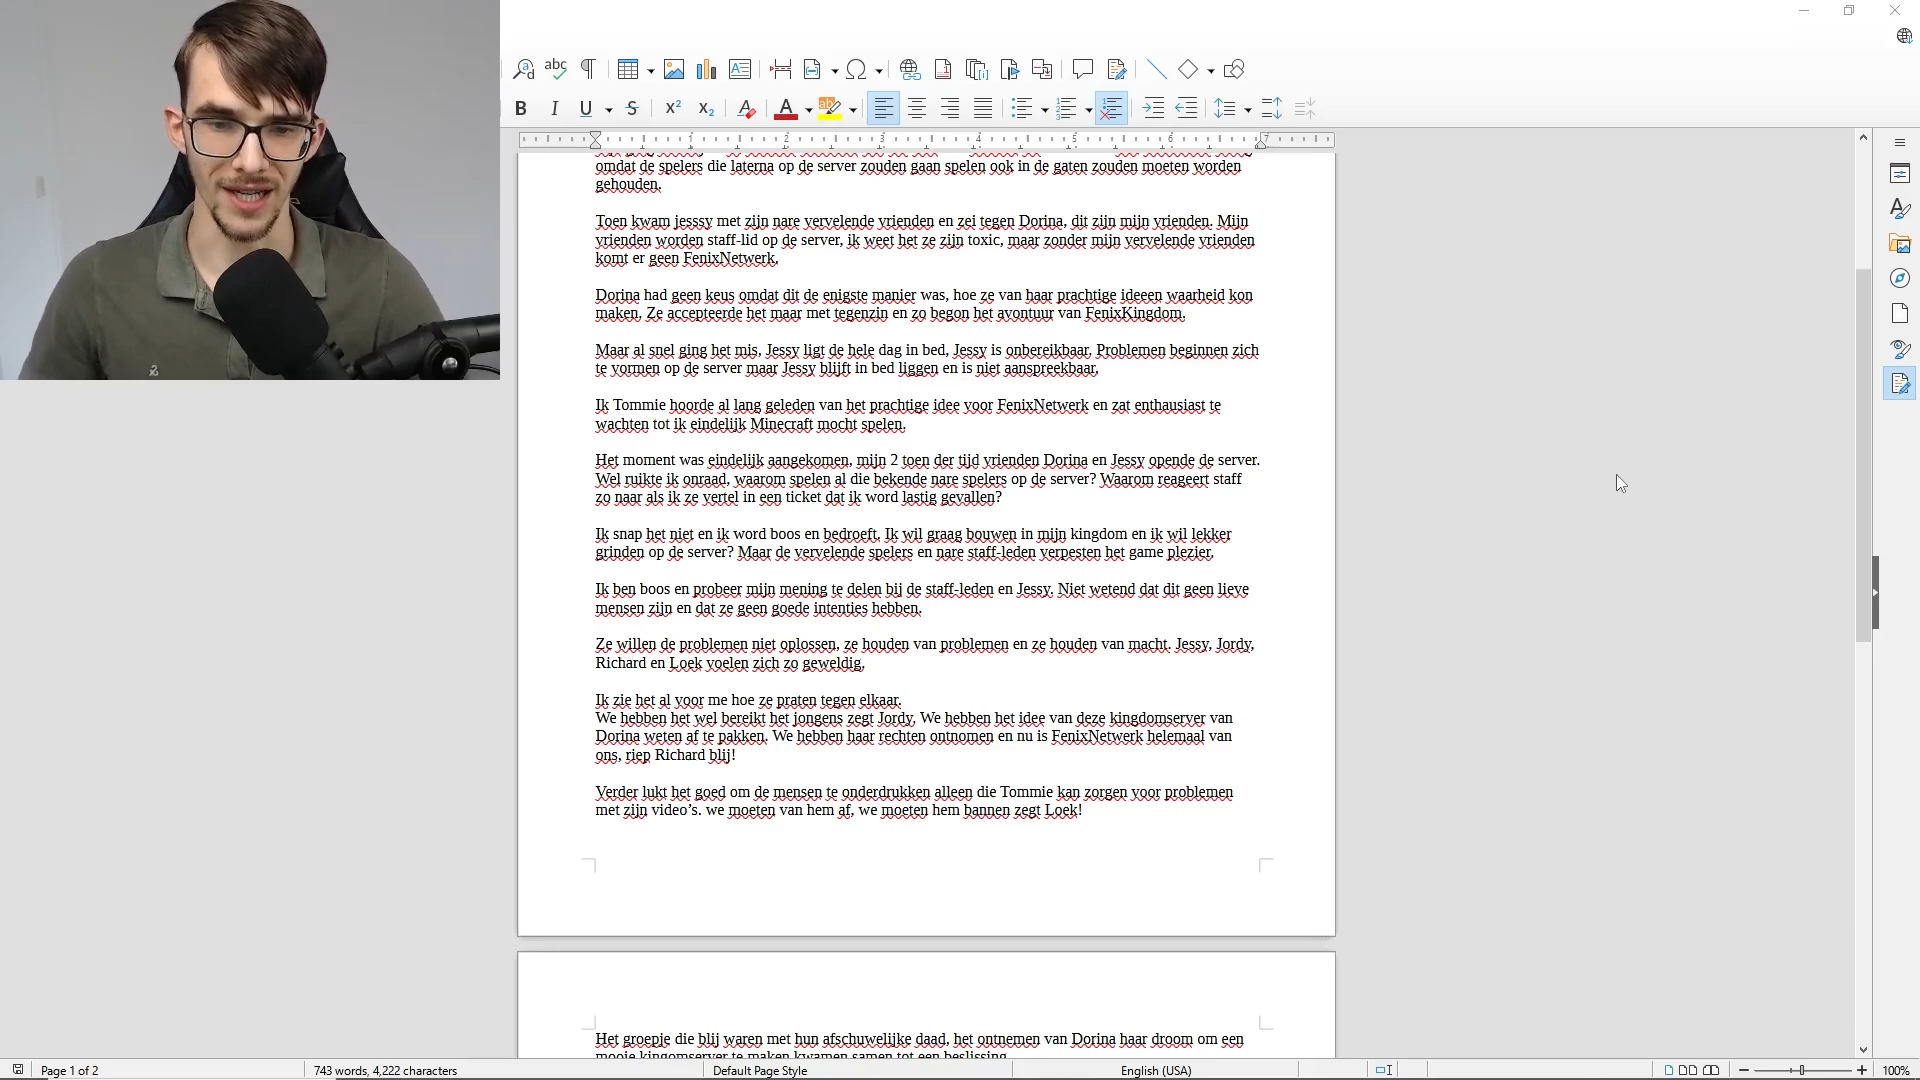 omdat de spelers die laterna op de server zouden gaan spelen ook in de gaten zouden moeten worden
gehouden.
Toen kwam jesssy met zijn nare vervelende vrienden en zei tegen Dorina. dit zijn mijn vrienden. Mijn
vrienden worden staff-lid op de server, ik weet het ze zijn toxic, maar zonder mijn vervelende vrienden
komt er geen FenixNetwerk.
Dorina had geen keus omdat dit de enigste manier was, hoe ze van haar prachtige ideeen waarheid kon
maken. Ze accepteerde het maar met tegenzin en zo begon het avontuur van FenixKingdom.
Maar al snel ging het mis, Jessy ligt de hele dag in bed, Jessy is onbereikbaar. Problemen beginnen zich
te vormen op de server maar Jessy blijft in bed liggen en is niet aanspreekbaar.
Ik Tommie hoorde al lang geleden van het prachtige idee voor FenixNetwerk en zat enthausiast te
wachten tot ik eindelijk Minecraft mocht spelen.
Het moment was eindelijk aangekomen, mijn 2 toen der tijd vrienden Dorina en Jessy opende de server.
Wel ruikte ik onraad, waarom spelen al die bekende nare spelers op de server? Waarom reageert staff
zo naar als ik ze vertel in een ticket dat ik word lastig gevallen?
Ik snap het niet en ik word boos en bedroeft. Ik wil graag bouwen in mijn kingdom en ik wil lekker
grinden op de server? Maar de vervelende spelers en nare staff-leden verpesten het game plezier.
Ik ben boos en probeer mijn mening te delen bij de staff-leden en Jessy. Niet wetend dat dit geen lieve
mensen zijn en dat ze geen goede intenties hebben.
Ze willen de problemen niet oplossen, ze houden van problemen en ze houden van macht. Jessy, Jordy,
Richard en Loek voelen zich zo geweldig.
Ik zie het al voor me hoe ze praten tegen elkaar.
We hebben het wel bereikt het jongens zegt Jordy. We hebben het idee van deze kingdomserver van
Dorina weten af te pakken. We hebben haar rechten ontnomen en nu is FenixNetwerk helemaal van
ons, riep Richard blij!
Verder lukt het goed om de mensen te onderdrukken alleen die Tommie kan zorgen voor problemen
met zijn video’s. we moeten van hem af, we moeten hem bannen zegt Loek!
Het groepje die blij waren met hun afschuwelijke daad, het ontnemen van Dorina haar droom om een
mooie kingomserver te maken kwamen samen tot een beslissing
Page 1 of 2
743 words, 4,222 characters
Default Page Style
English (USA)
100%